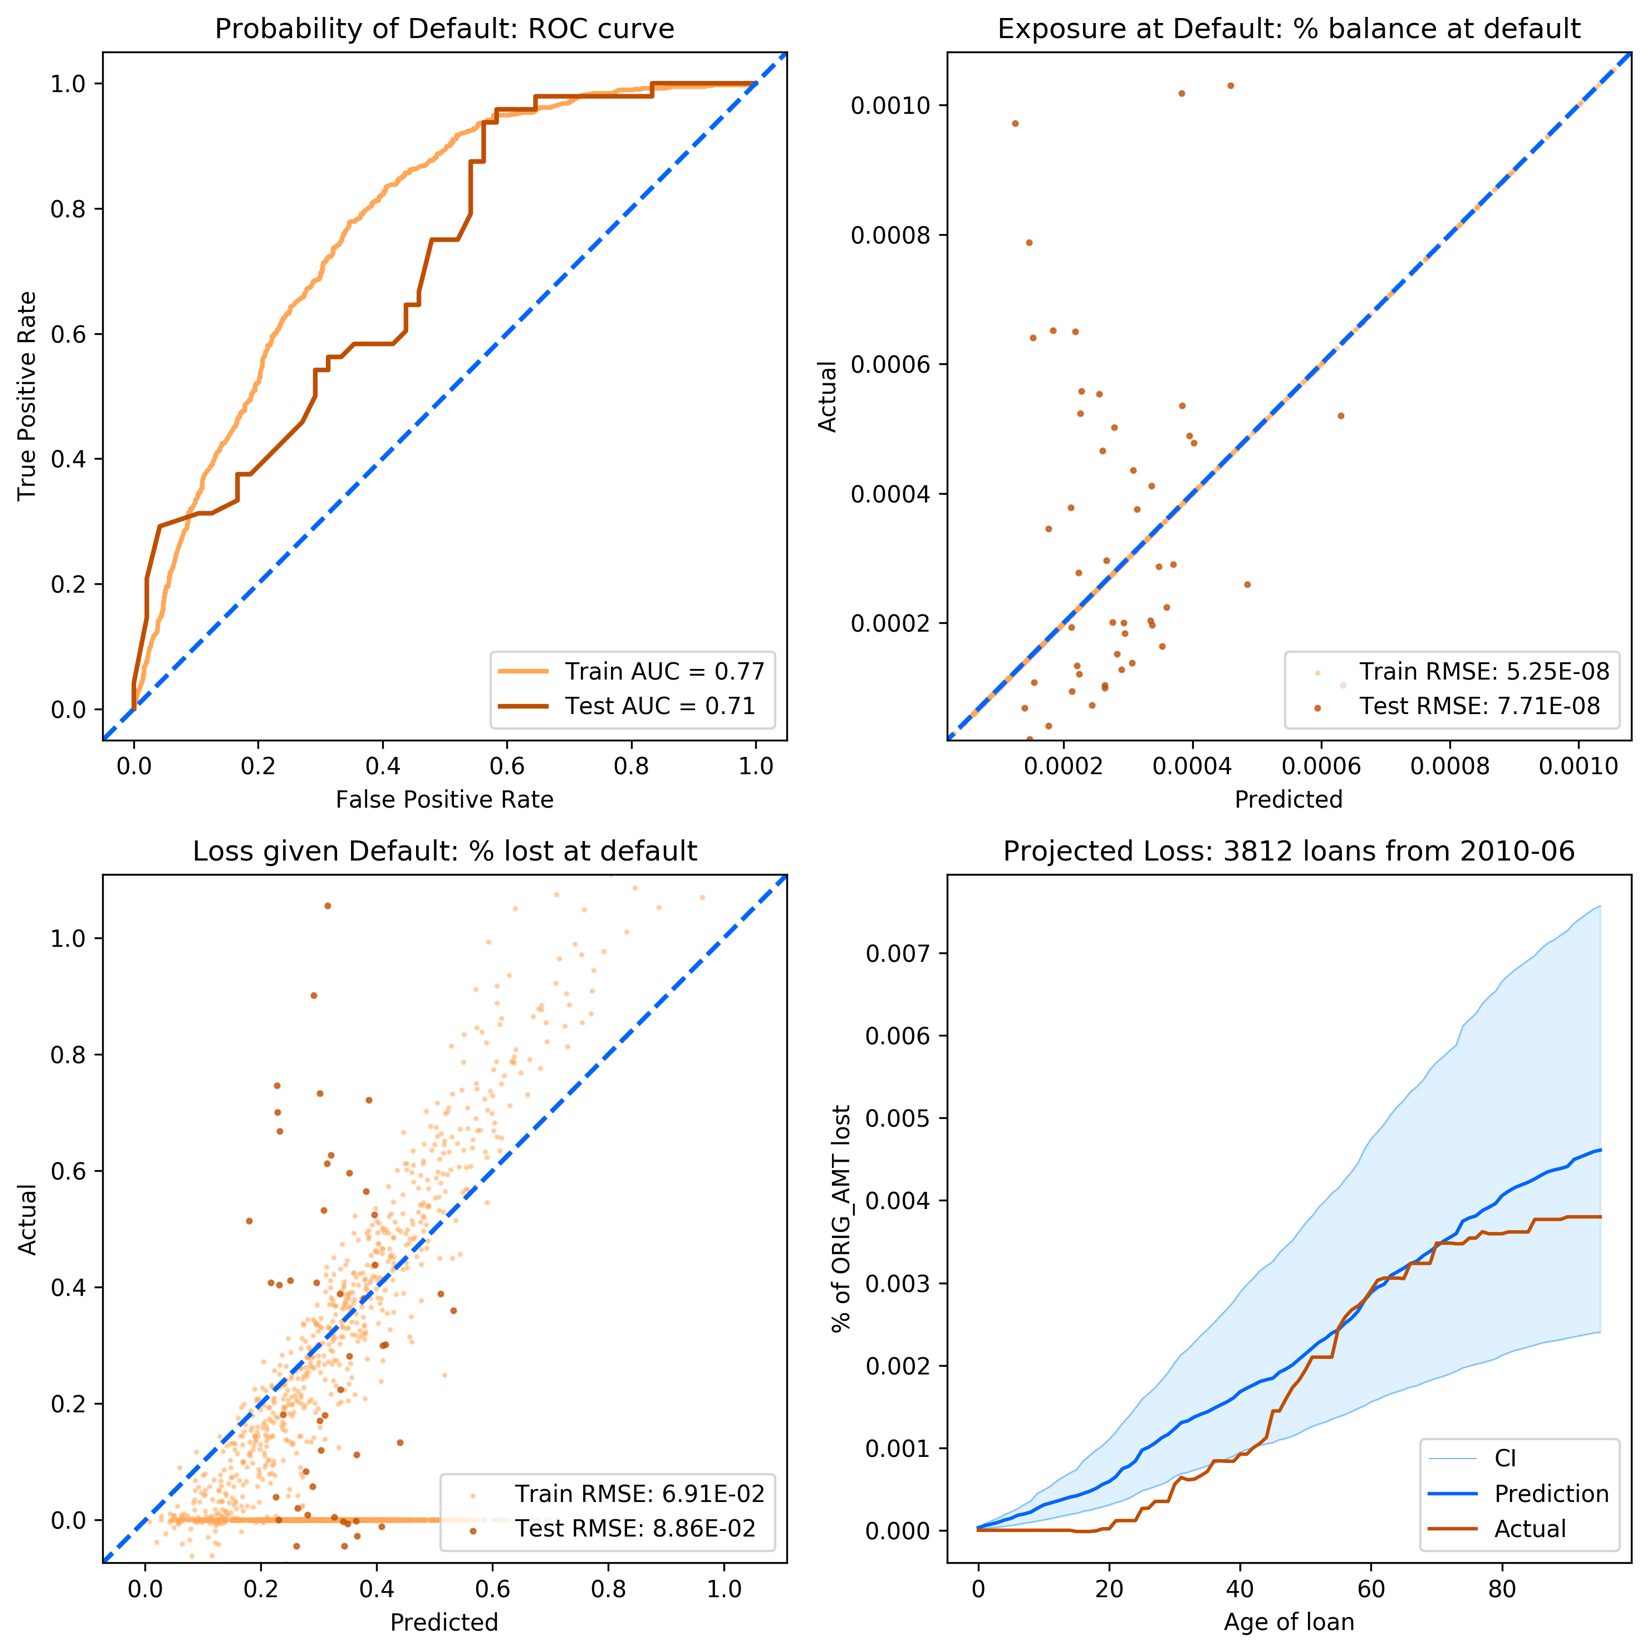 Probability of Default: ROC curve
1.0
0.8
0.6
0.4
0.2
0.0
True Positive Rate
Train AUC = 0.77
Test AUC = 0.71
0.0 0.2 0.4 0.6 0.8 1.0
False Positive Rate
Exposure at Default: % balance at default
0.0010
0.0008
0.0006
0.0004
0.0002
Actual
Train RMSE: 5.25E-08
Test RMSE: 7.71E-08
0.0002 0.0004 0.0006 0.0008 0.0010
Predicted
Loss given Default: % lost at default
1.0
0.8
0.6
0.4
0.2
0.0
Actual
Train RMSE: 6.91E-02
Test RMSE: 8.86E-02
0.0 0.2 0.4 0.6 0.8 1.0
Predicted
Projected Loss: 3812 loans from 2010-06
0.007
0.006
0.005
0.004
0.003
0.002
0.001
0.000
% of ORIG_AMT lost
CI
Prediction
Actual
0 20 40 60 80
Age of loan